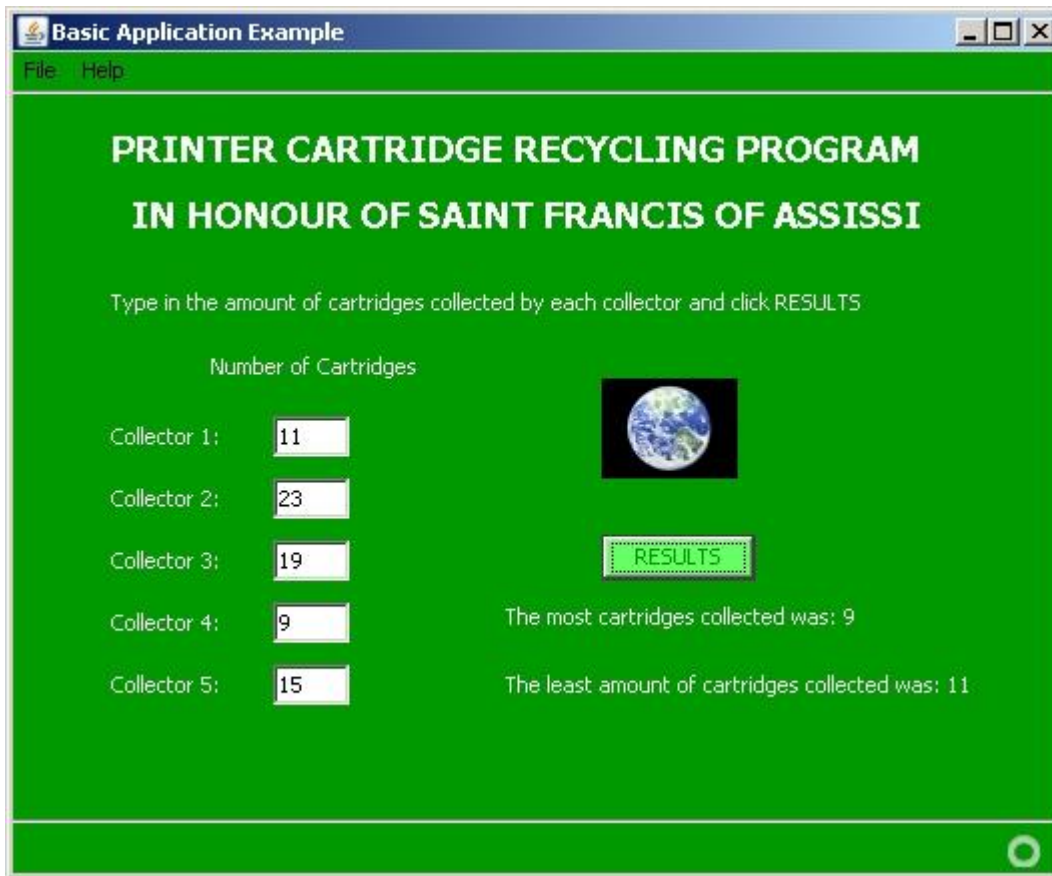 Basic Application Example
File Help
PRINTER CARTRIDGE RECYCLING PROGRAM
IN HONOUR OF SAINT FRANCIS OF ASSISSI
Type in the amount of cartridges collected by each collector and click RESULTS
Number of Cartridges
Collector 1: 11
Collector 2: 23
Collector 3: 19
RESULTS
Collector 4: 9
The most cartridges collected was: 9
Collector 5: 15
The least amount of cartridges collected was: 11